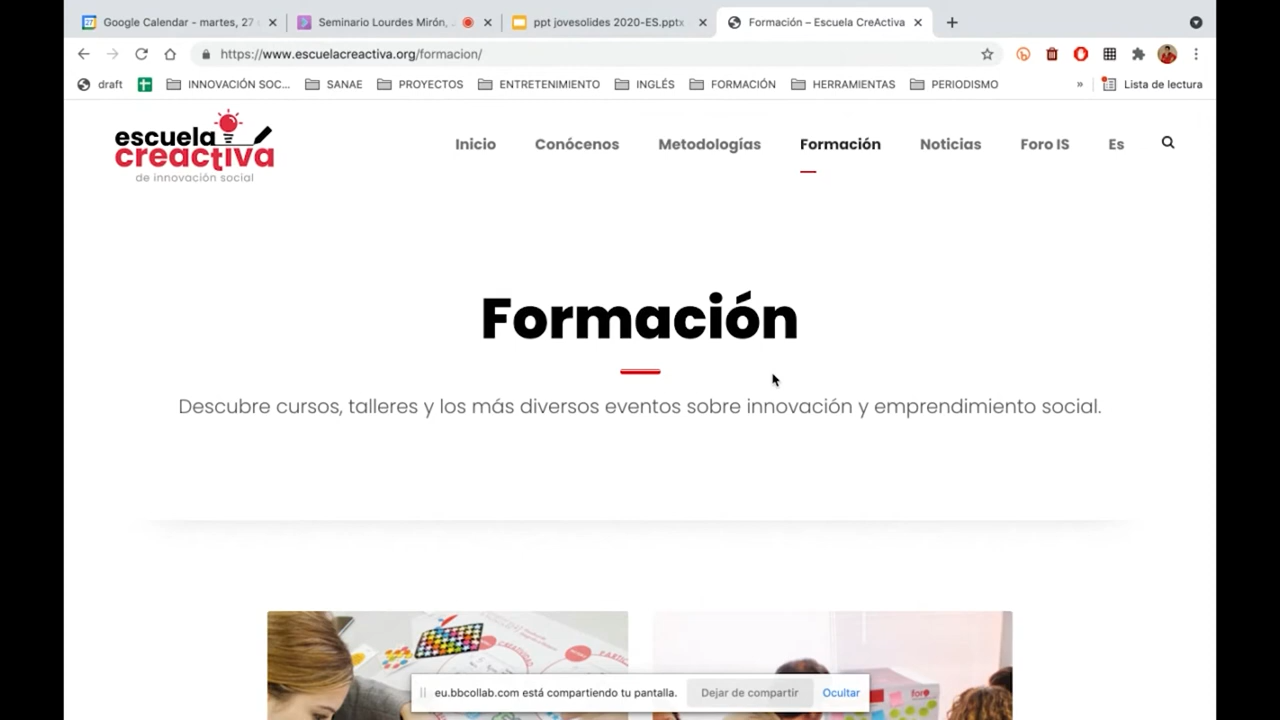 Google Calendar - martes, 27
Seminario Lourdes Mirón,
ppt jovesolides 2020-ES.pptx
Formación – Escuela CreActiva
https://www.escuelacreactiva.org/formacion/
draft
INNOVACIÓN SOC...
SANAE
PROYECTOS
ENTRETENIMIENTO
INGLÉS
FORMACIÓN
HERRAMIENTAS
PERIODISMO
»
Lista de lectura
escuela
creactiva
de innovación social
Inicio
Conócenos
Metodologías
Formación
Noticias
Foro IS
Es
Formación
Descubre cursos, talleres y los más diversos eventos sobre innovación y emprendimiento social.
eu.bbcollab.com está compartiendo tu pantalla.
Dejar de compartir
Ocultar